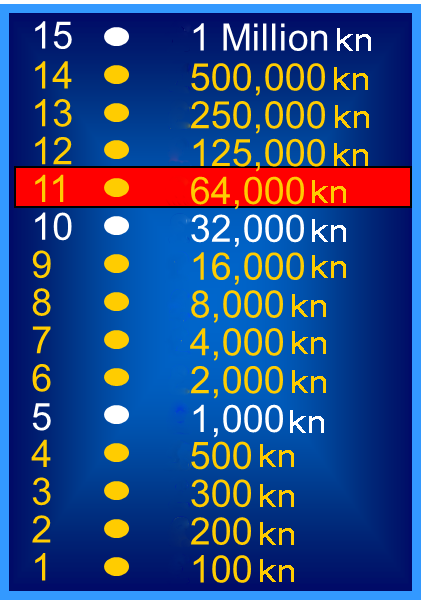 15 1 Million kn
14 500,000 kn
13 250,000 kn
12 125,000 kn
11 64,000 kn
10 32,000 kn
9 16,000 kn
8 8,000 kn
7 4,000 kn
6 2,000 kn
5 1,000 kn
4 500 kn
3 300 kn
2 200 kn
1 100 kn